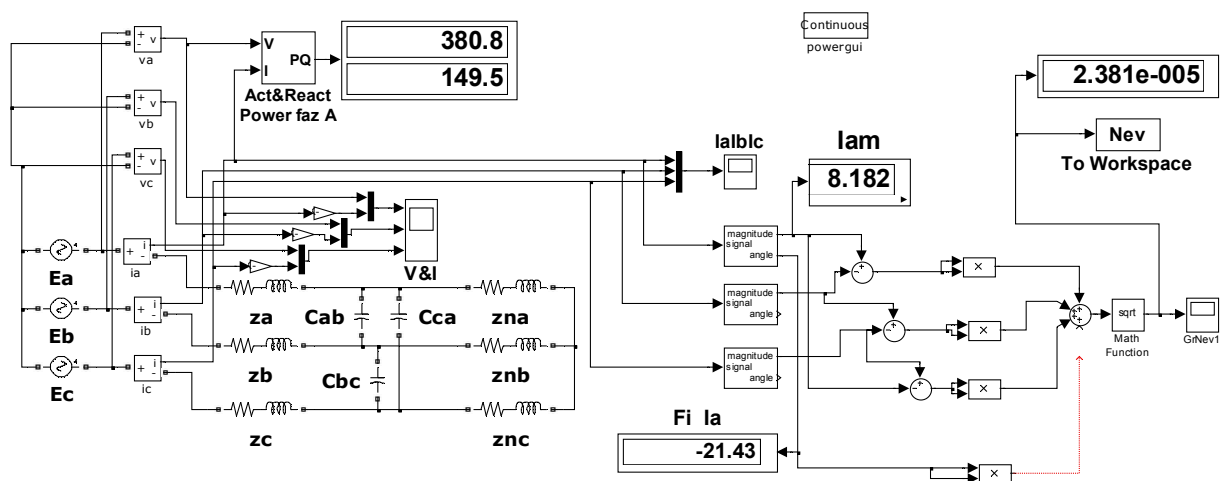 + v
-
va
+ v
-
vb
+ v
-
vc
V
I
PQ
Act&React
Power faz A
380.8
149.5
Continuous
powergui
2.381e-005
Nev
To Workspace
IaIbIc
Iam
8.182
V&I
Ea
+ i
-
ia
Eb
+ i
-
ib
Ec
+ i
-
ic
za
zb
zc
Cab
Cca
Cbc
zna
znb
znc
magnitude
signal
angle
magnitude
signal
angle
magnitude
signal
angle
×
×
×
×
sqrt
Math
Function
GrNev1
Fi Ia
-21.43